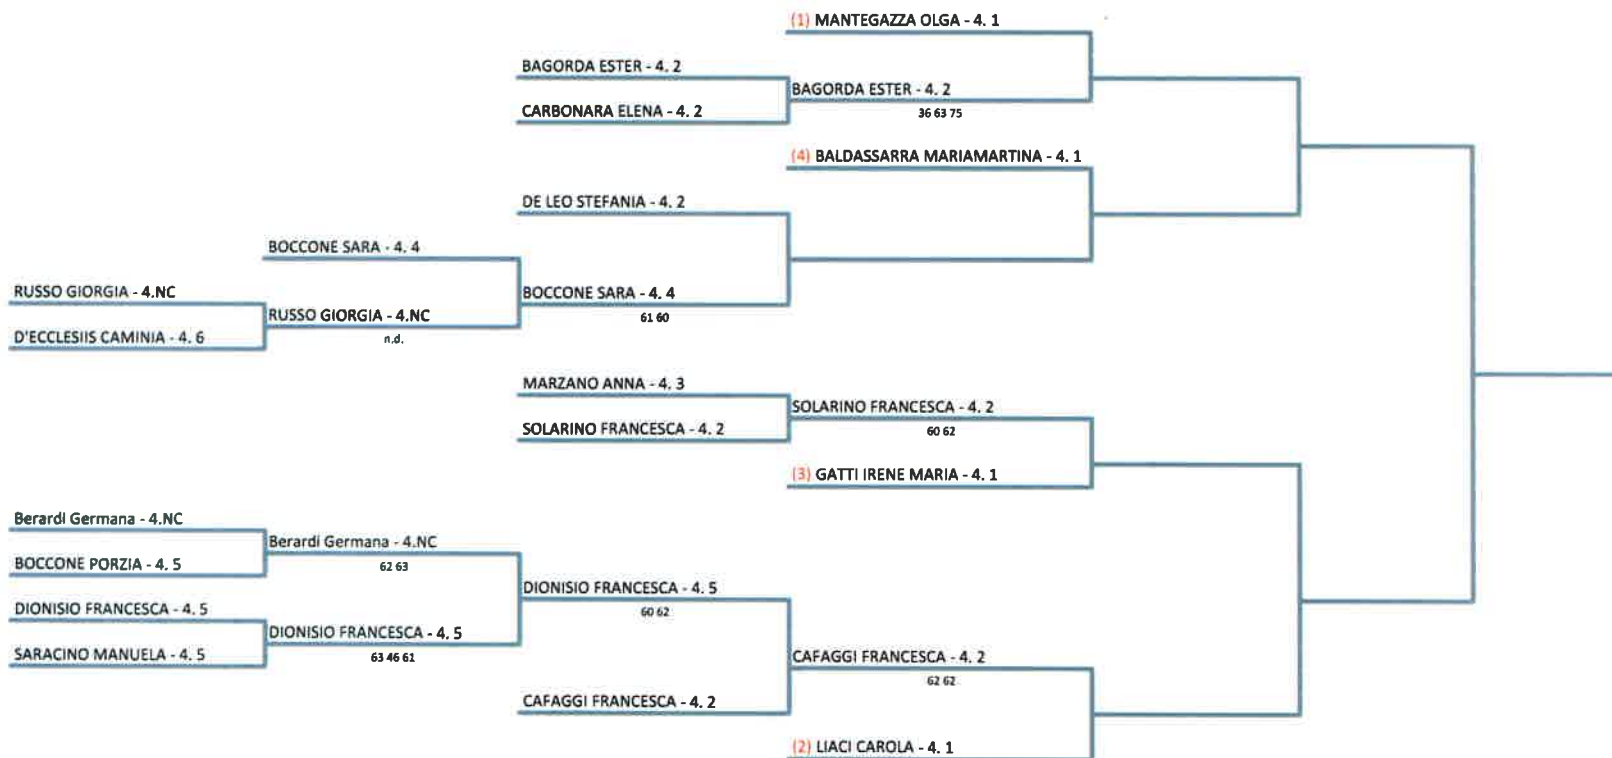 (1) MANTEGAZZA OLGA - 4. 1
BAGORDA ESTER - 4. 2
BAGORDA ESTER - 4. 2
36 63 75
CARBONARA ELENA - 4. 2
(4) BALDASSARRA MARIAMARTINA - 4. 1
DE LEO STEFANIA - 4. 2
BOCCONE SARA - 4. 4
RUSSO GIORGIA - 4.NC
BOCCONE SARA - 4. 4
61 60
RUSSO GIORGIA - 4.NC
n.d.
D'ECCLESIIS CAMINIA - 4. 6
MARZANO ANNA - 4. 3
SOLARINO FRANCESCA - 4. 2
60 62
SOLARINO FRANCESCA - 4. 2
(3) GATTI IRENE MARIA - 4. 1
Berardi Germana - 4.NC
Berardi Germana - 4.NC
62 63
BOCCONE PORZIA - 4. 5
DIONISIO FRANCESCA - 4. 5
60 62
DIONISIO FRANCESCA - 4. 5
DIONISIO FRANCESCA - 4. 5
63 46 61
SARACINO MANUELA - 4. 5
CAFAGGI FRANCESCA - 4. 2
62 62
CAFAGGI FRANCESCA - 4. 2
(2) LIACI CAROLA - 4. 1